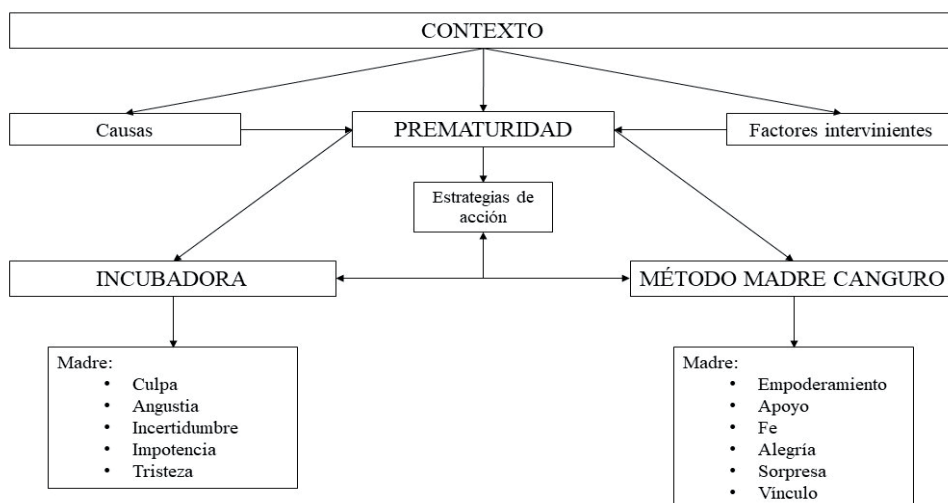 CONTEXTO
Causas
PREMATURIDAD
Factores intervinientes
Estrategias de
acción
INCUBADORA
MÉTODO MADRE CANGURO
Madre:
• Culpa
• Angustia
• Incertidumbre
• Impotencia
• Tristeza
Madre:
• Empoderamiento
• Apoyo
• Fe
• Alegría
• Sorpresa
• Vínculo